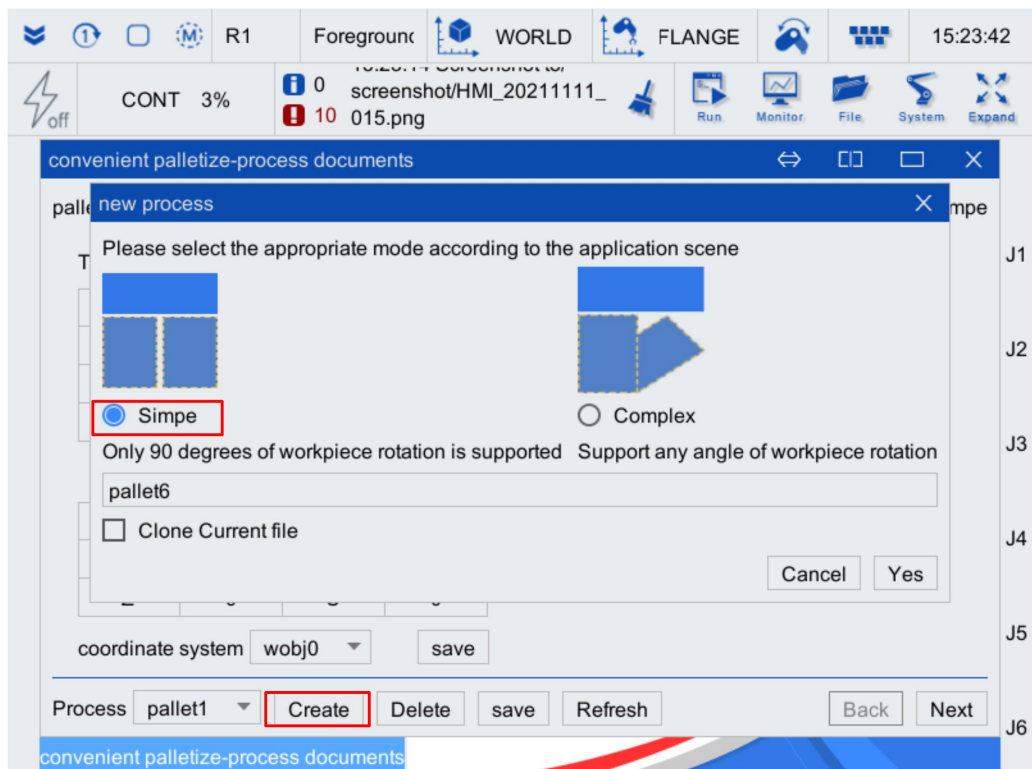 R1 Foreground WORLD FLANGE 15:23:42
off CONT 3% 0 screenshot/HMI_20211111_ Run Monitor File System Expand
10 015.png
convenient palletize-process documents
new process
Please select the appropriate mode according to the application scene
J1
J2
Simpe Complex
Only 90 degrees of workpiece rotation is supported Support any angle of workpiece rotation
J3
pallet6
Clone Current file
J4
Cancel Yes
coordinate system wobj0 save
J5
Process pallet1 Create Delete save Refresh Back Next
J6
convenient palletize-process documents